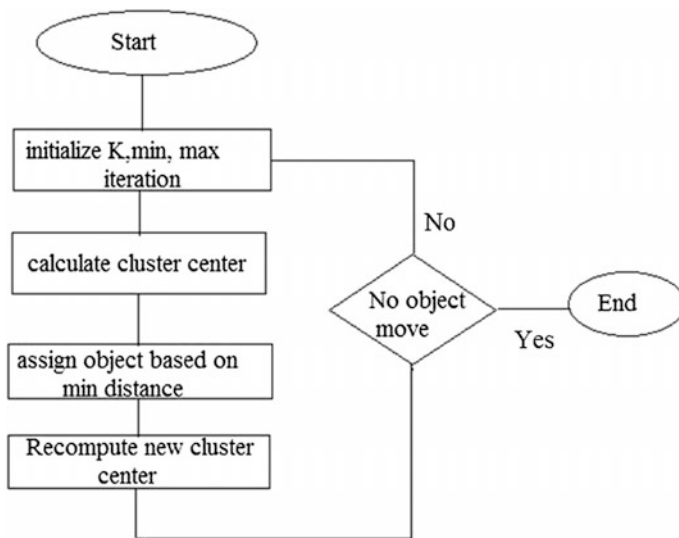 Start
initialize K,min, max
iteration
calculate cluster center
assign object based on
min distance
Recompute new cluster
center
No
No object
move
Yes
End